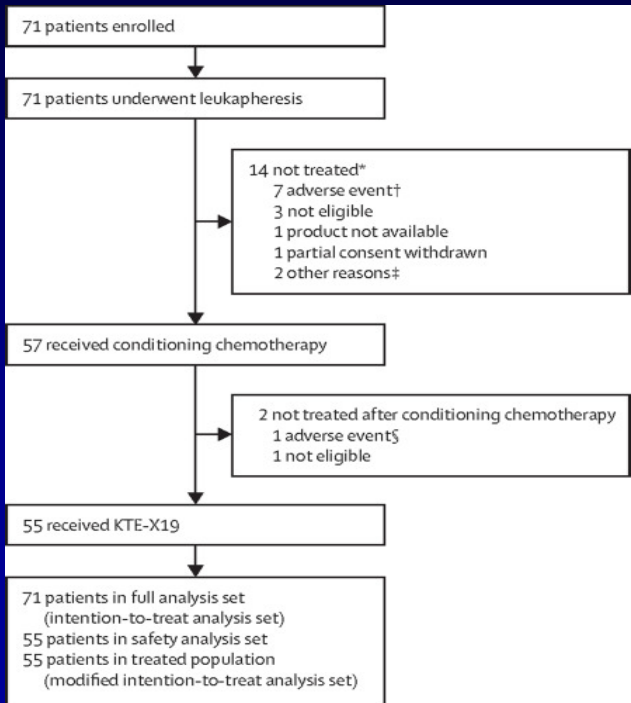 71 patients enrolled
71 patients underwent leukapheresis
14 not treated*
7 adverse event†
3 not eligible
1 product not available
1 partial consent withdrawn
2 other reasons‡
57 received conditioning chemotherapy
2 not treated after conditioning chemotherapy
1 adverse event§
1 not eligible
55 received KTE-X19
71 patients in full analysis set
(intention-to-treat analysis set)
55 patients in safety analysis set
55 patients in treated population
(modified intention-to-treat analysis set)